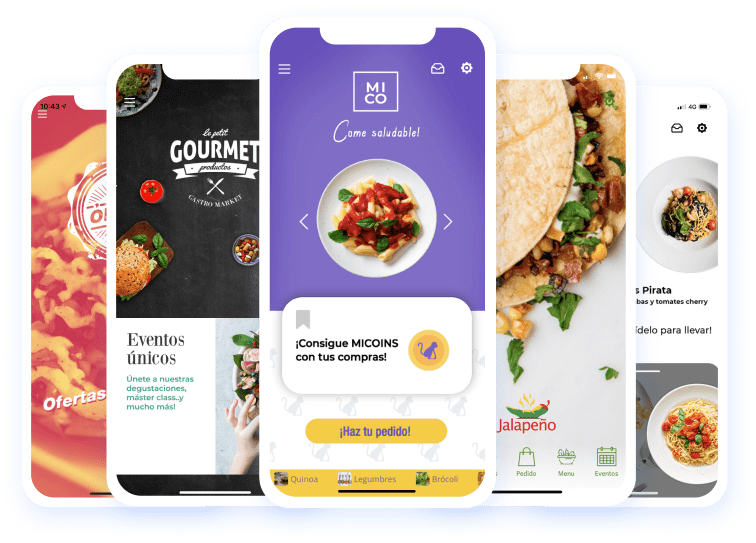 10:43
Ofertas
le petit
GOURMET
productos
GASTRO MARKET
Eventos
únicos
Únete a nuestras
degustaciones,
máster class..y
mucho más!
MI
CO
Come saludable!
¡Consigue MICOINS
con tus compras!
¡Haz tu pedido!
Quinoa
Legumbres
Brócoli
Jalapeño
Pedido
Menu
Eventos
4G
Pirata
y tomates cherry
para llevar!